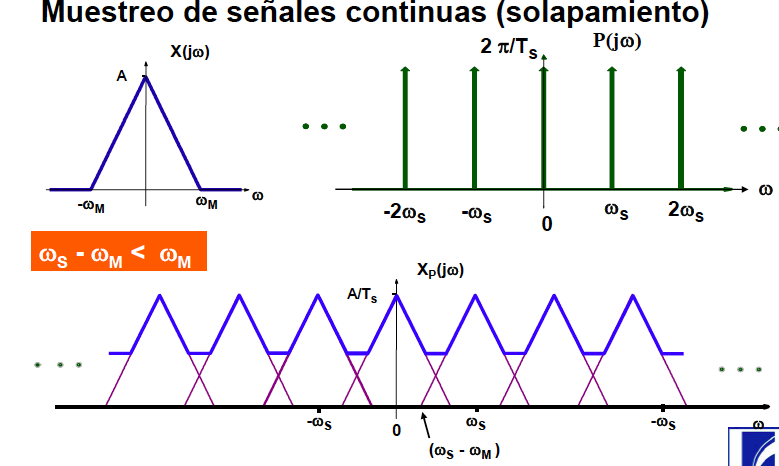 Muestreo de señales continuas (solapamiento)
X(jω)
A
-ωM
ωM
ω
2 π/Ts
P(jω)
-2ωs
-ωs
0
ωs
2ωs
ω
ωS - ωM < ωM
XP(jω)
A/Ts
-ωs
0
ωs
-ωs
ω
(ωs - ωM )